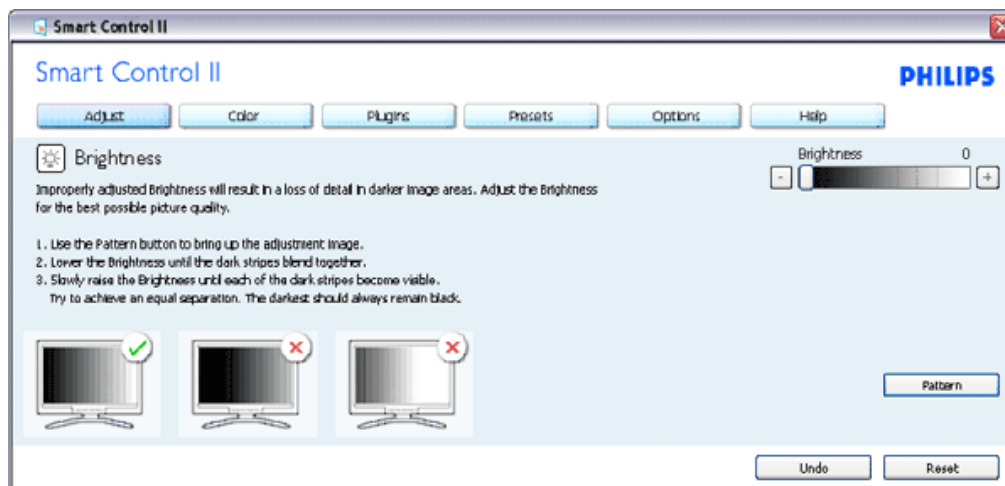 Smart Control II
Smart Control II
PHILIPS
Adjust Color Plugins Presets Options Help
Brightness
Brightness 0
Improperly adjusted Brightness will result in a loss of detail in darker image areas. Adjust the Brightness
for the best possible picture quality.
- +
1. Use the Pattern button to bring up the adjustment image.
2. Lower the Brightness until the dark stripes blend together.
3. Slowly raise the Brightness until each of the dark stripes become visible.
Try to achieve an equal separation. The darkest should always remain black.
Pattern
Undo Reset